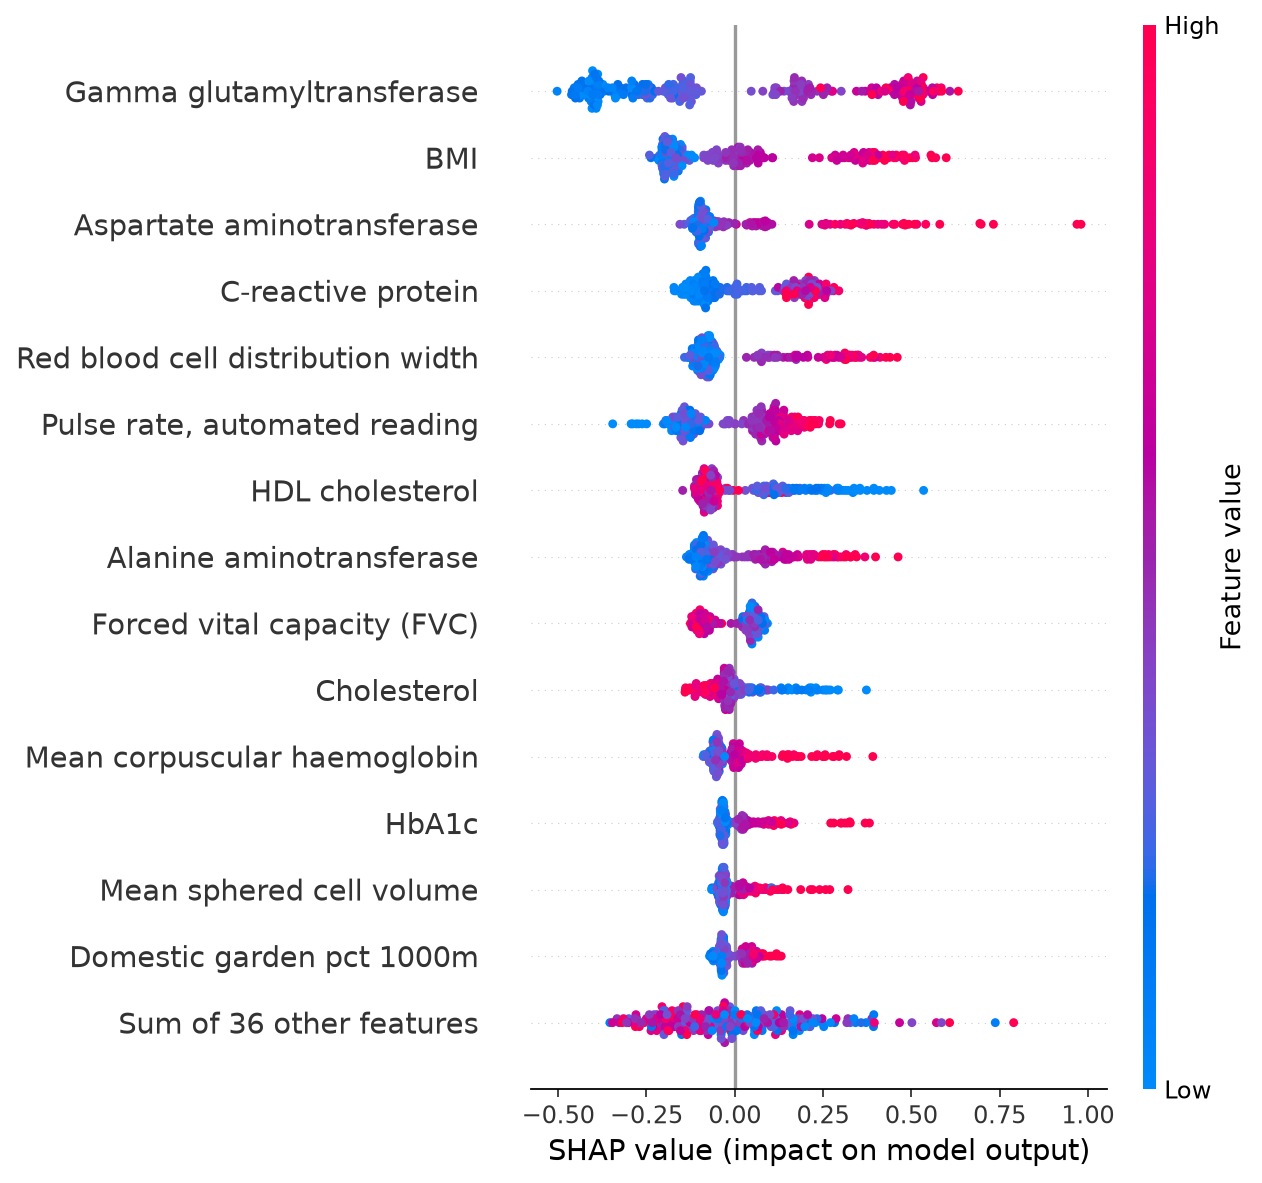 High
Gamma glutamyltransferase
BMI
Aspartate aminotransferase
C-reactive protein
Red blood cell distribution width
Pulse rate, automated reading
HDL cholesterol
Alanine aminotransferase
Forced vital capacity (FVC)
Cholesterol
Mean corpuscular haemoglobin
HbA1c
Mean sphered cell volume
Domestic garden pct 1000m
Sum of 36 other features
Feature value
Low
−0.50 −0.25 0.00 0.25 0.50 0.75 1.00
SHAP value (impact on model output)